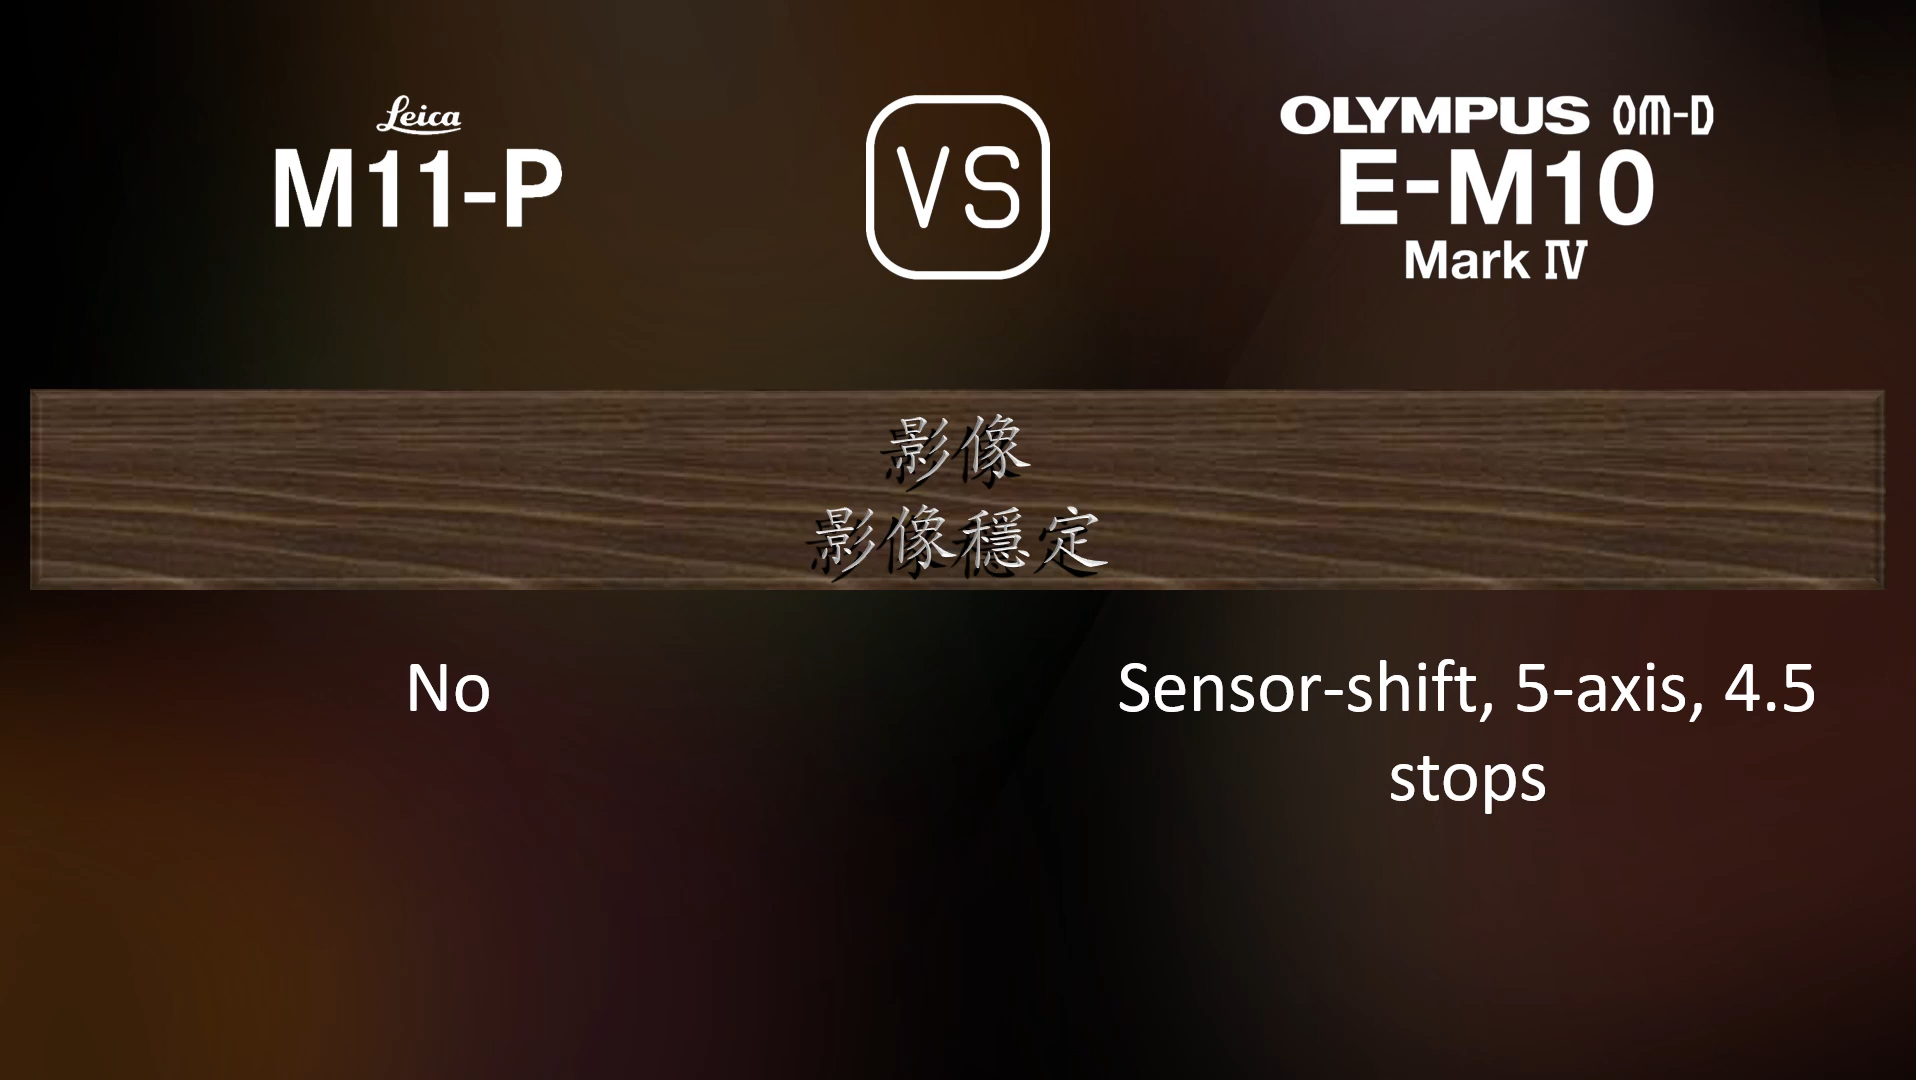 Leica
M11-P
VS
OLYMPUS OM-D
E-M10
Mark IV
影像
影像穩定
No
Sensor-shift, 5-axis, 4.5
stops